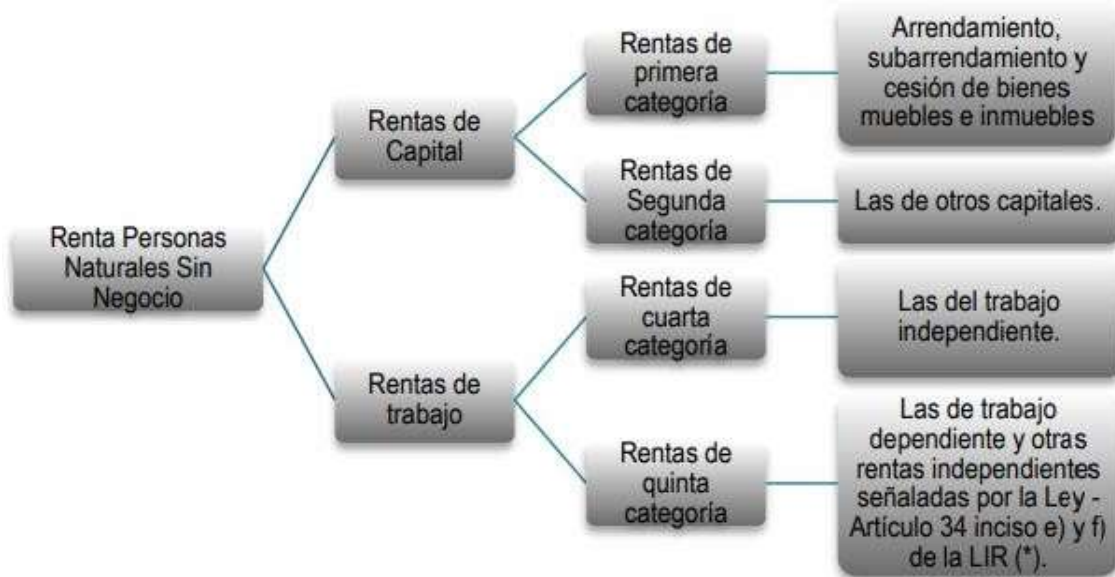 Renta Personas
Naturales Sin
Negocio
Rentas de
Capital
Rentas de
primera
categoría
Arrendamiento,
subarrendamiento y
cesión de bienes
muebles e inmuebles
Rentas de
Segunda
categoría
Las de otros capitales.
Rentas de
trabajo
Rentas de
cuarta
categoría
Las del trabajo
independiente.
Rentas de
quinta
categoría
Las de trabajo
dependiente y otras
rentas independientes
señaladas por la Ley -
Artículo 34 inciso e) y f)
de la LIR (*).